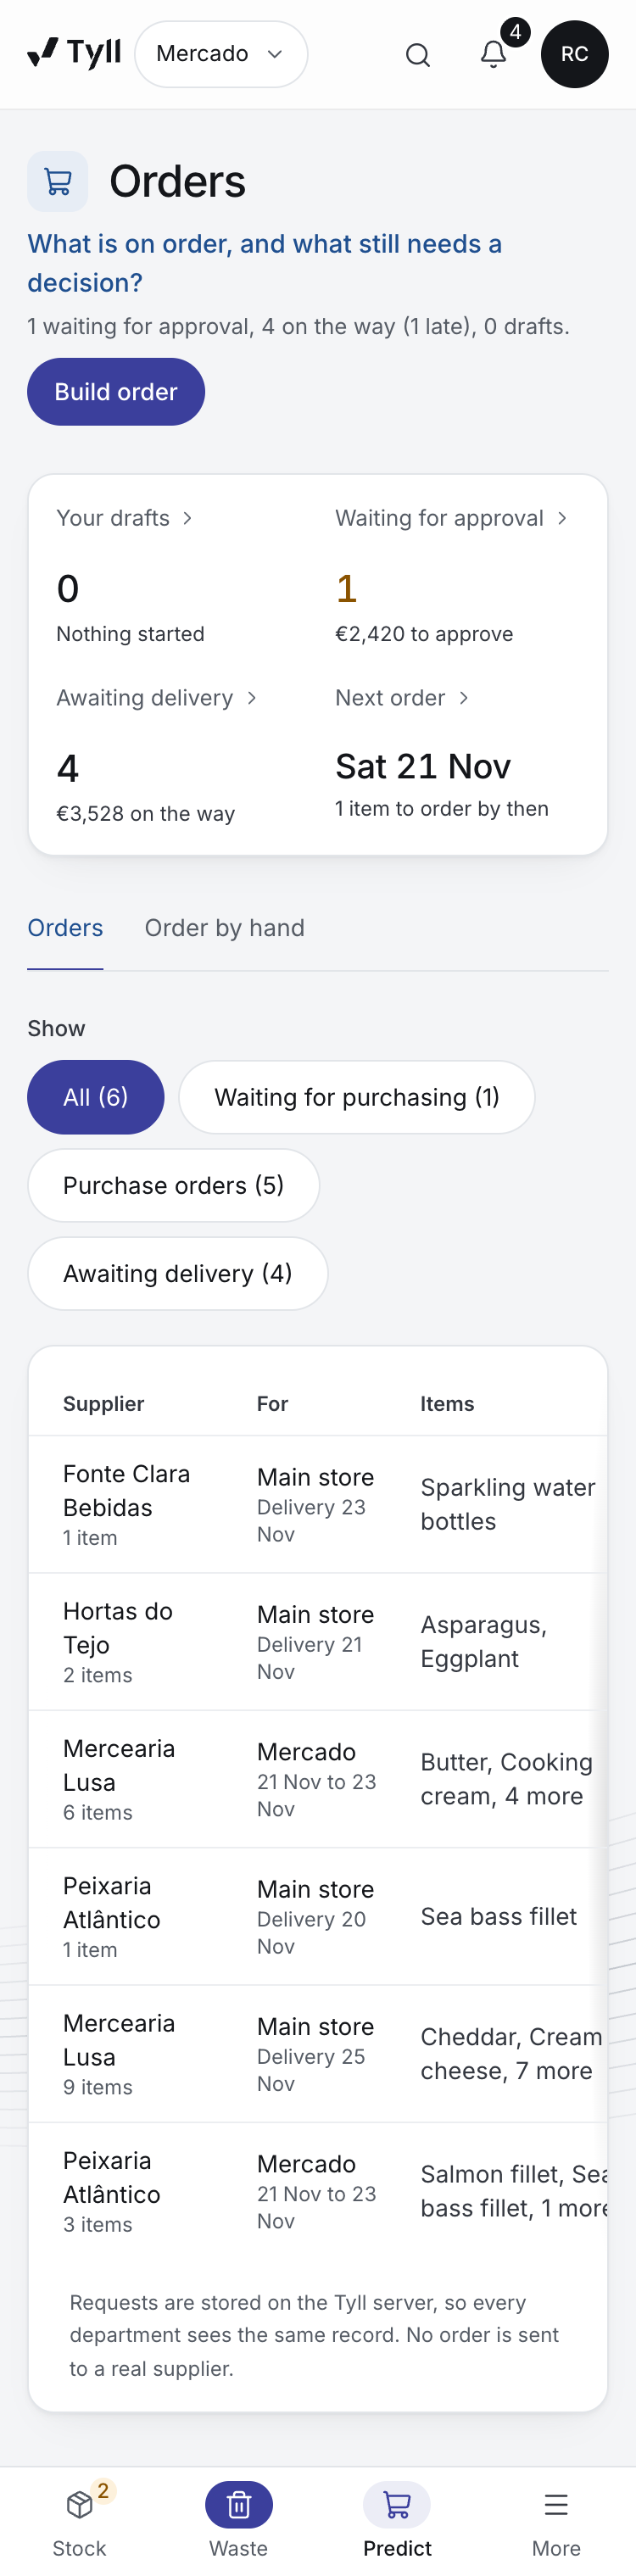 Tyll
Mercado
4
RC
Orders
What is on order, and what still needs a
decision?
1 waiting for approval, 4 on the way (1 late), 0 drafts.
Build order
Your drafts
Waiting for approval
0
1
Nothing started
€2,420 to approve
Awaiting delivery
Next order
4
Sat 21 Nov
€3,528 on the way
1 item to order by then
Orders
Order by hand
Show
All (6)
Waiting for purchasing (1)
Purchase orders (5)
Awaiting delivery (4)
Supplier
For
Items
Fonte Clara
Bebidas
1 item
Main store
Delivery 23
Nov
Sparkling water
bottles
Hortas do
Tejo
2 items
Main store
Delivery 21
Nov
Asparagus,
Eggplant
Mercearia
Lusa
6 items
Mercado
21 Nov to 23
Nov
Butter, Cooking
cream, 4 more
Peixaria
Atlântico
1 item
Main store
Delivery 20
Nov
Sea bass fillet
Mercearia
Lusa
9 items
Main store
Delivery 25
Nov
Cheddar, Cream
cheese, 7 more
Peixaria
Atlântico
3 items
Mercado
21 Nov to 23
Nov
Salmon fillet, Sea
bass fillet, 1 more
Requests are stored on the Tyll server, so every
department sees the same record. No order is sent
to a real supplier.
2
Stock
Waste
Predict
More